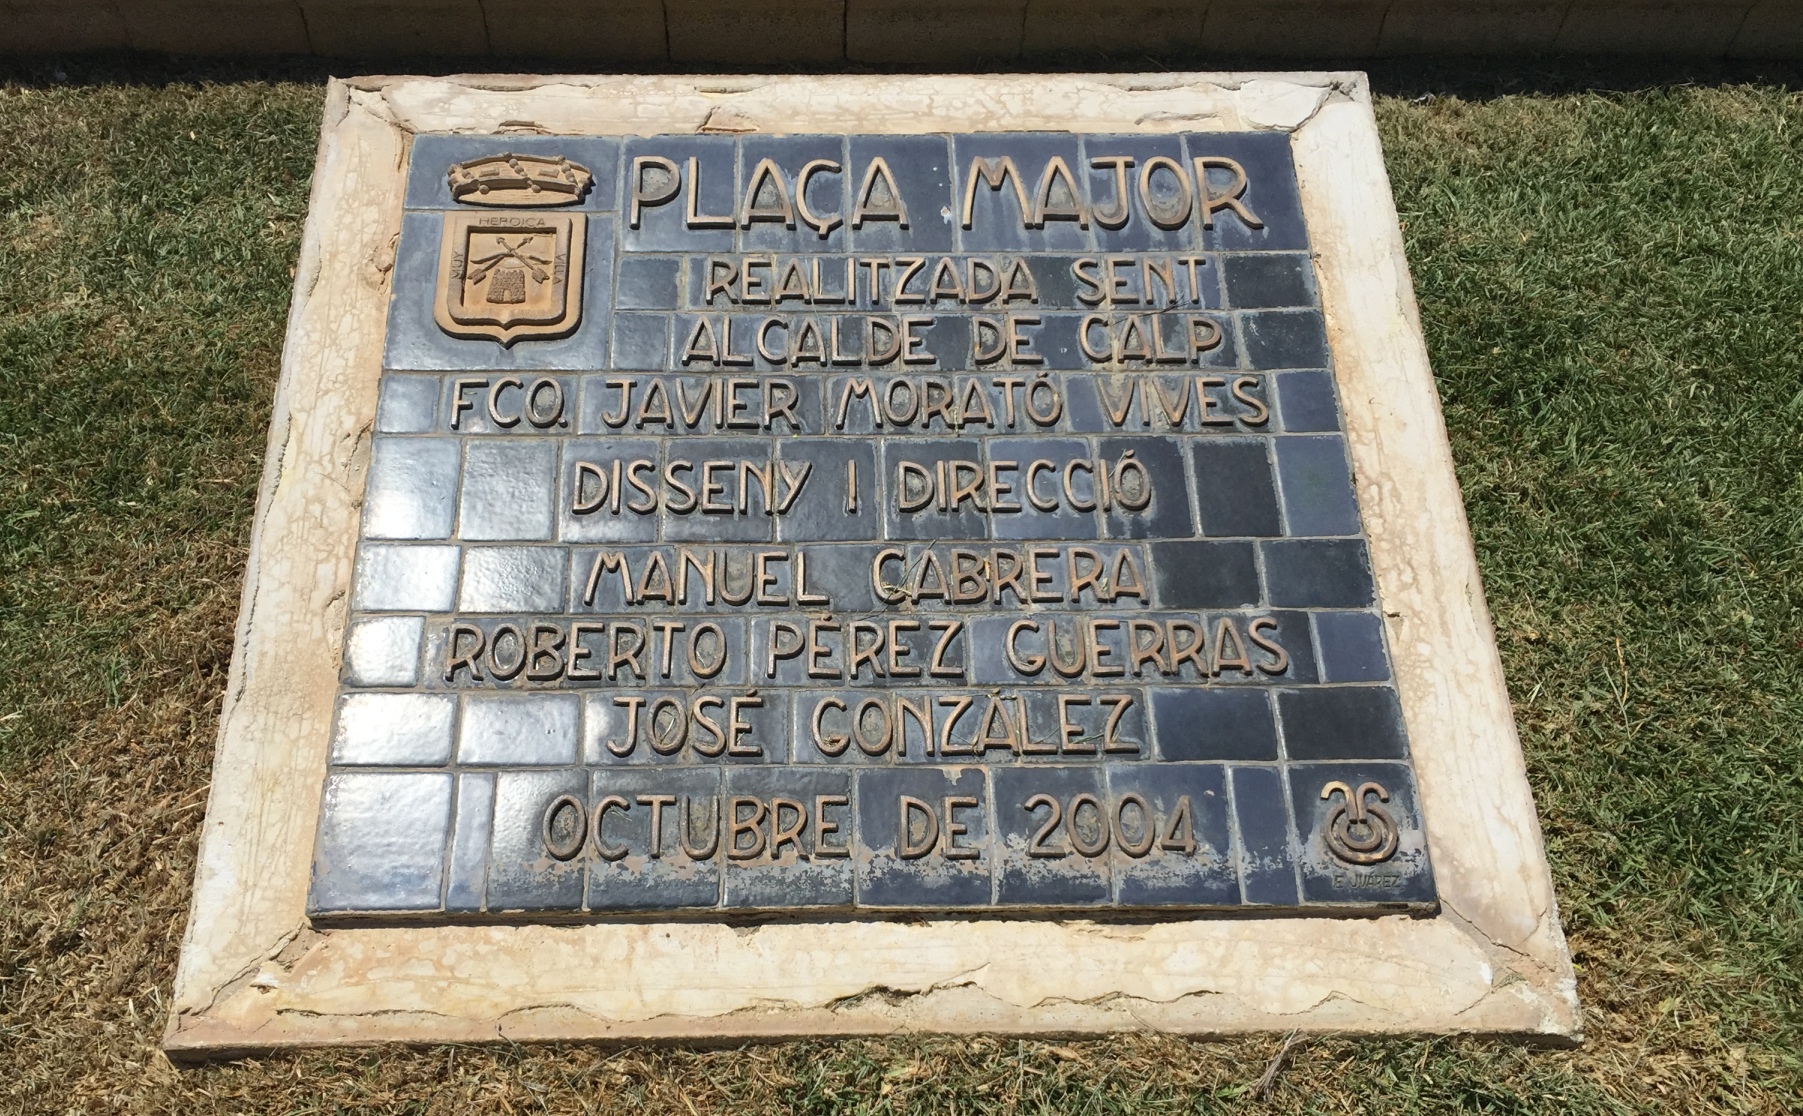 PLAÇA MAJOR
HEROICA
MUY
VILA
REALITZADA SENT
ALCALDE DE CALP
FCO. JAVIER MORATÓ VIVES
DISSENY I DIRECCIÓ
MANUEL CABRERA
ROBERTO PÉREZ GUERRAS
JOSÉ GONZÁLEZ
OCTUBRE DE 2004
E JUÁREZ